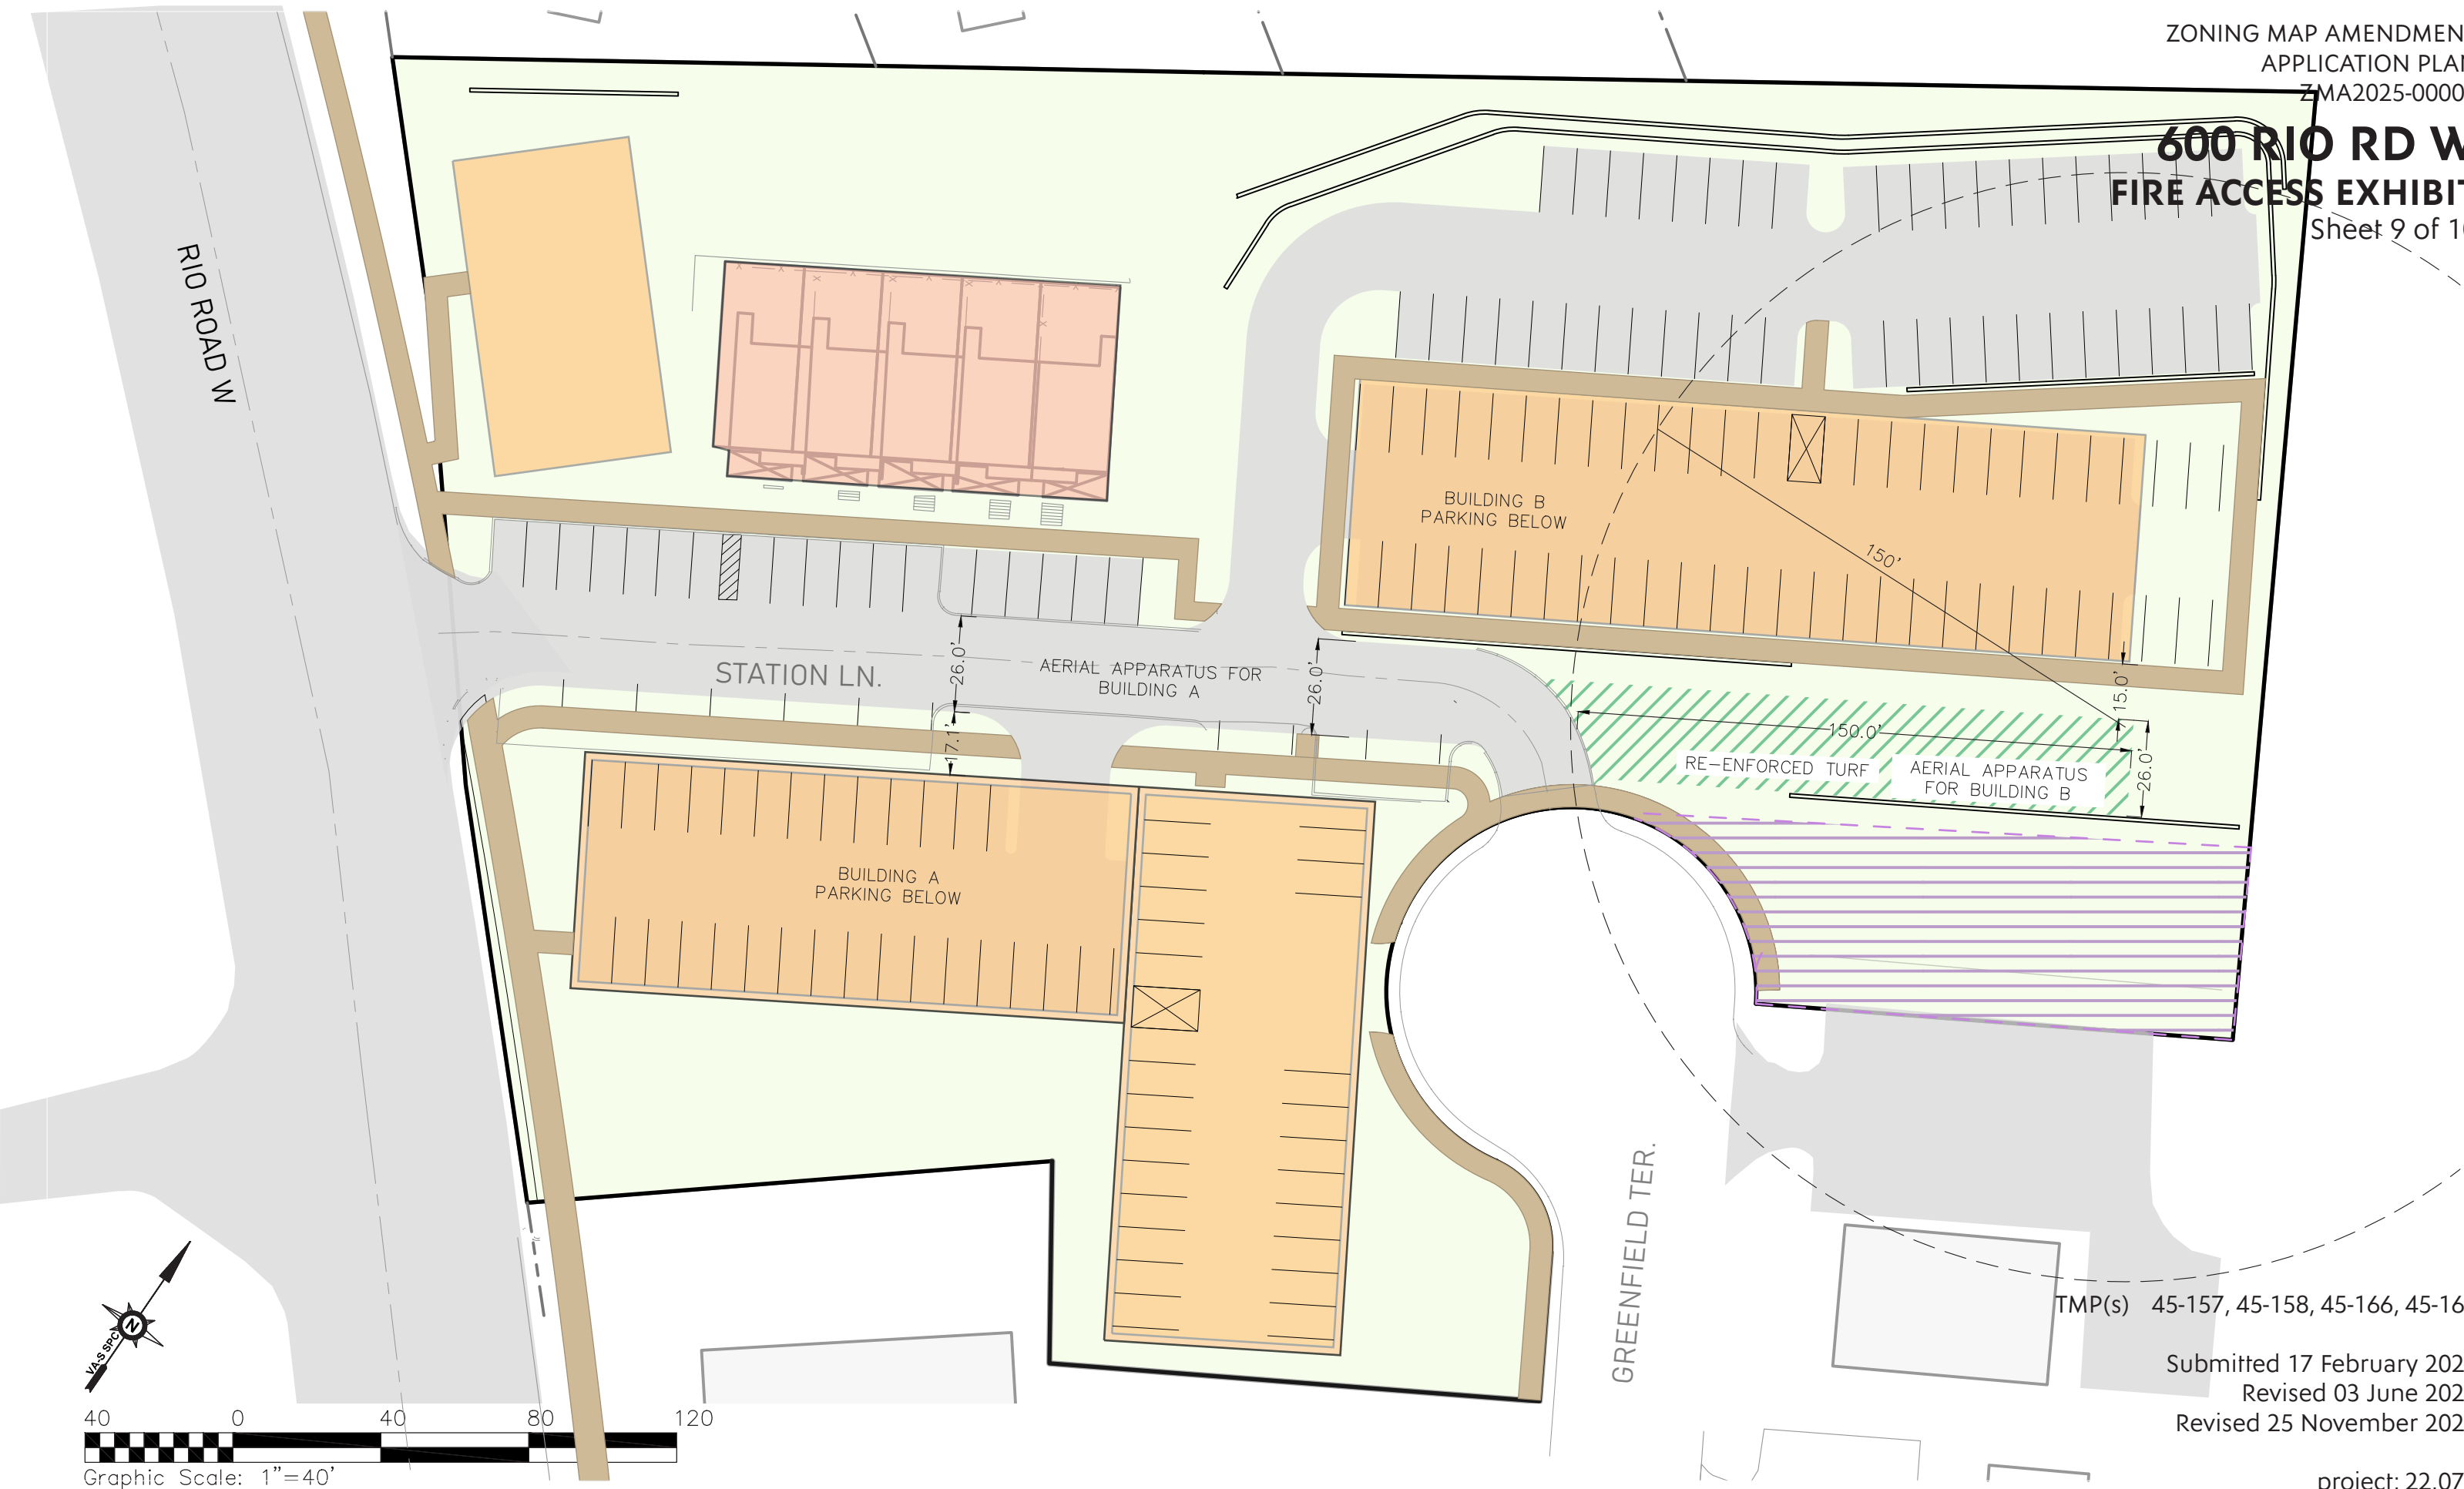 ZONING MAP AMENDMEN
APPLICATION PLAN
ZMA2025-0000
600 RIO RD W
FIRE ACCESS EXHIBIT
Sheet 9 of 10
RIO ROAD W
BUILDING B
PARKING BELOW
150'
STATION LN.
26.0'
AERIAL APPARATUS FOR
BUILDING A
26.0'
17.1'
15.0'
150.0'
RE-ENFORCED TURF
AERIAL APPARATUS
FOR BUILDING B
26.0'
BUILDING A
PARKING BELOW
GREENFIELD TER.
VA-S SPC
N
TMP(s) 45-157, 45-158, 45-166, 45-16
Submitted 17 February 202
Revised 03 June 202
Revised 25 November 202
project: 22.07
40 0 40 80 120
Graphic Scale: 1"=40'